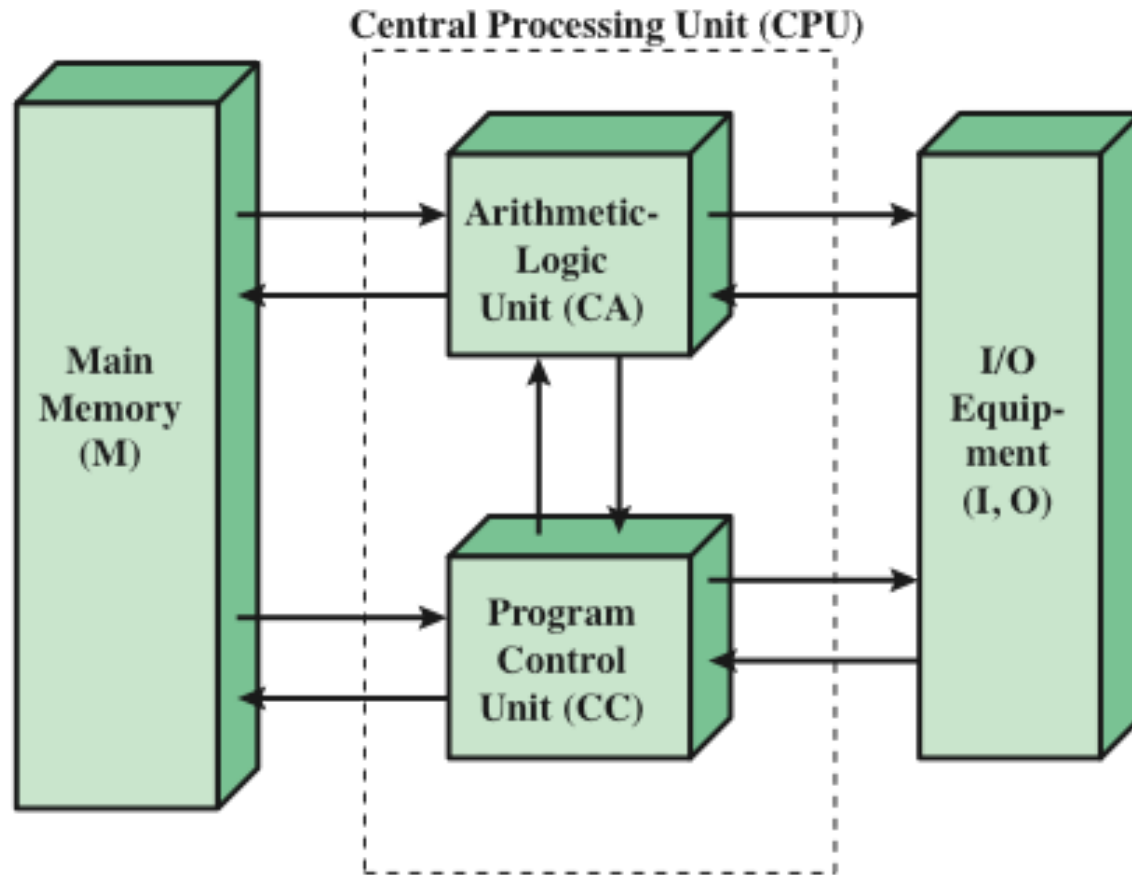 Central Processing Unit (CPU)
Main
Memory
(M)
Arithmetic-
Logic
Unit (CA)
Program
Control
Unit (CC)
I/O
Equip-
ment
(I, O)